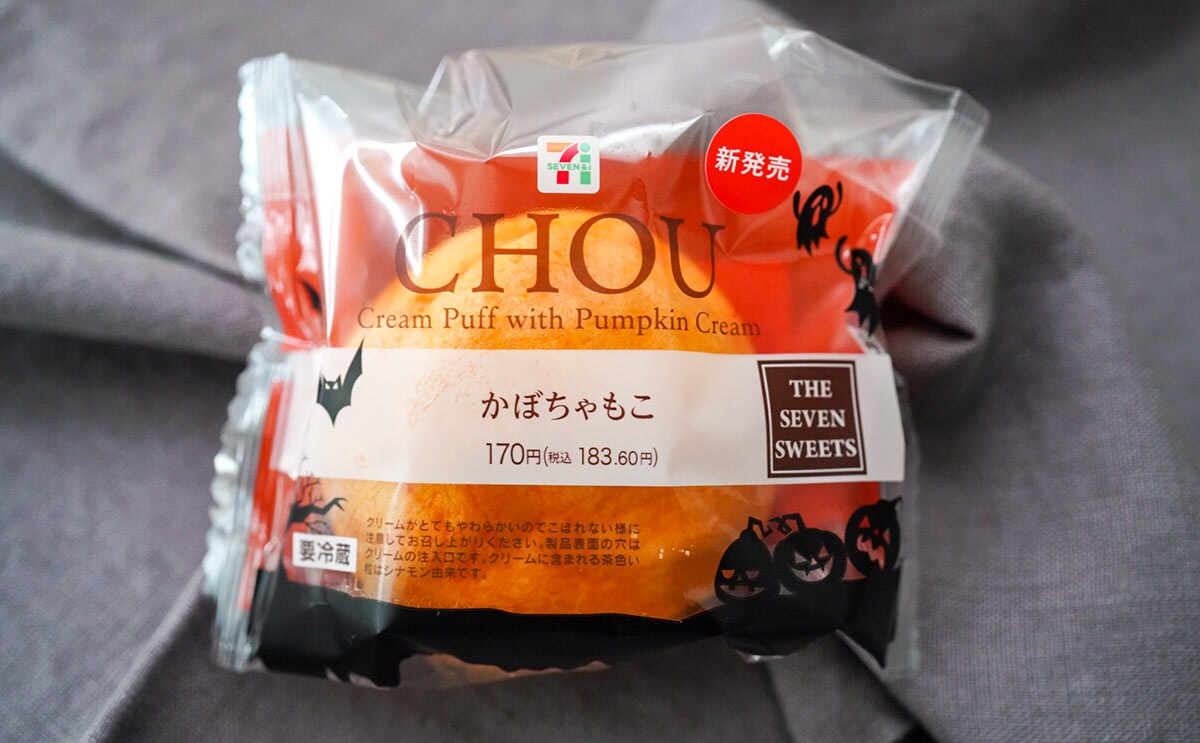 SEVEN&i
新発売
CHOU
Cream Puff with Pumpkin Cream
かぼちゃもこ
170円(税込 183.60円)
THE
SEVEN
SWEETS
クリームがとてもやわらかいのでこぼれない様に
注意してお召し上がりください。製品表面の穴は
クリームの注入口です。クリームに含まれる茶色い
粒はシナモン由来です。
要冷蔵